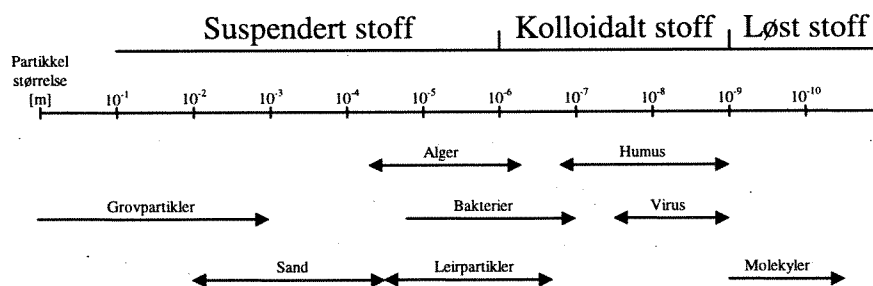 Suspendert stoff Kolloidalt stoff Løst stoff
Partikkel
størrelse
[m] 10⁻¹ 10⁻² 10⁻³ 10⁻⁴ 10⁻⁵ 10⁻⁶ 10⁻⁷ 10⁻⁸ 10⁻⁹ 10⁻¹⁰
Alger Humus
Grovpartikler Bakterier Virus
Sand Leirpartikler Molekyler